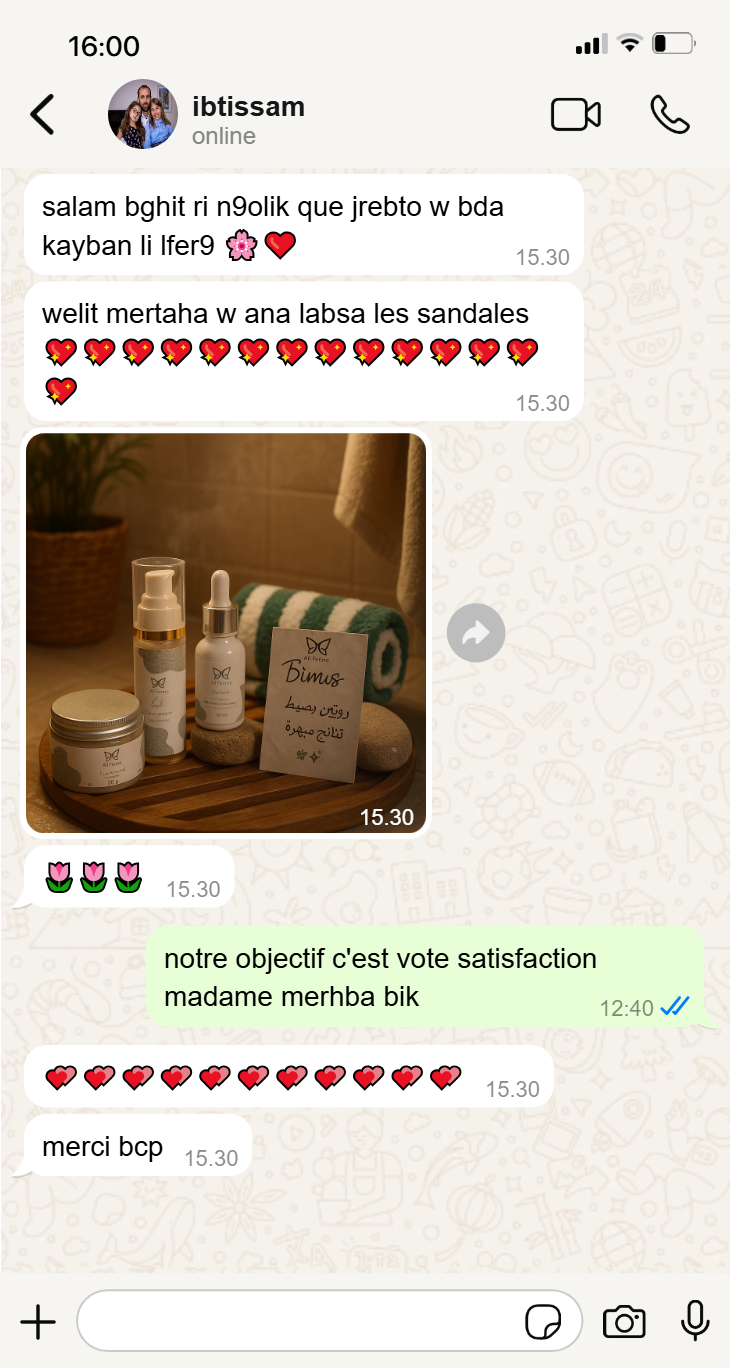 16:00
ibtissam
online
salam bghit ri n9olik que jrebto w bda
kayban li lfer9 🌸❤️
15.30
welit mertaha w ana labsa les sandales
💖💖💖💖💖💖💖💖💖💖💖💖💖
💖
15.30
Bimus
روتين بصيط
نتائج مبهرة
15.30
🌷🌷🌷
15.30
notre objectif c'est vote satisfaction
madame merhba bik
12:40
💞💞💞💞💞💞💞💞💞💞💞
15.30
merci bcp
15.30